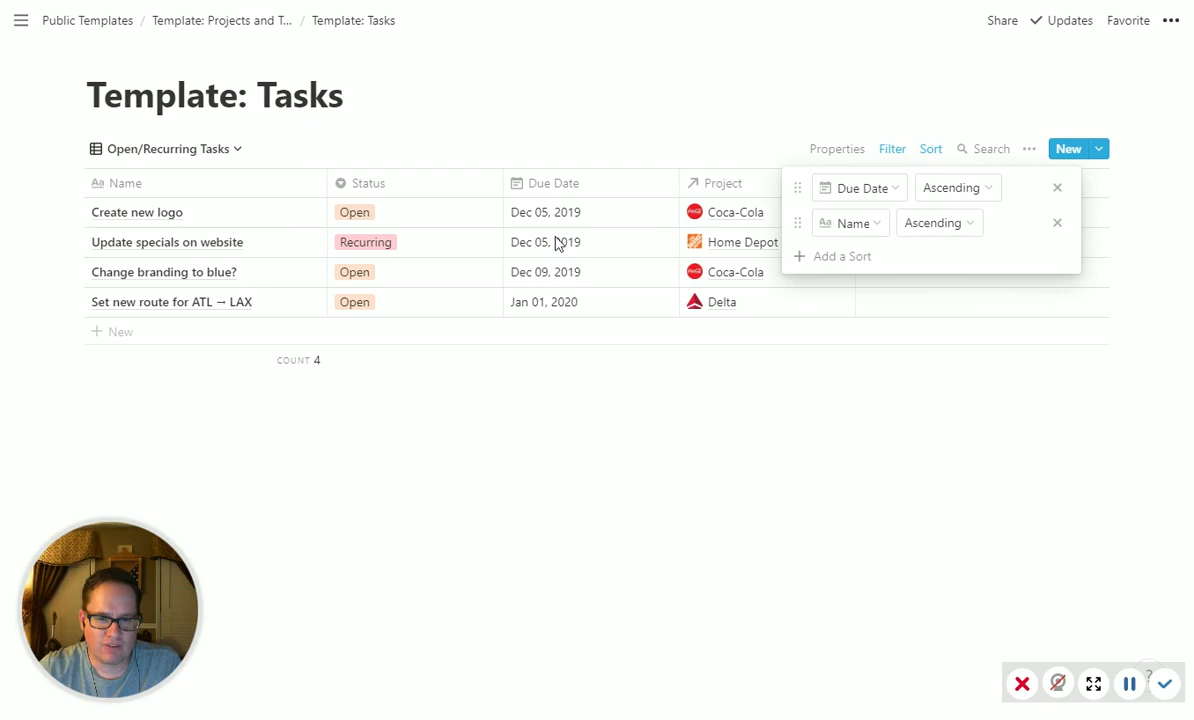 Public Templates / Template: Projects and T... / Template: Tasks
Share Updates Favorite •••
Template: Tasks
Open/Recurring Tasks
Properties Filter Sort Search ••• New
Aa Name Status Due Date Project
Create new logo Open Dec 05, 2019 Coca-Cola
Update specials on website Recurring Dec 05, 2019 Home Depot
Change branding to blue? Open Dec 09, 2019 Coca-Cola
Set new route for ATL → LAX Open Jan 01, 2020 Delta
+ New
COUNT 4
Due Date Ascending
Aa Name Ascending
+ Add a Sort
?